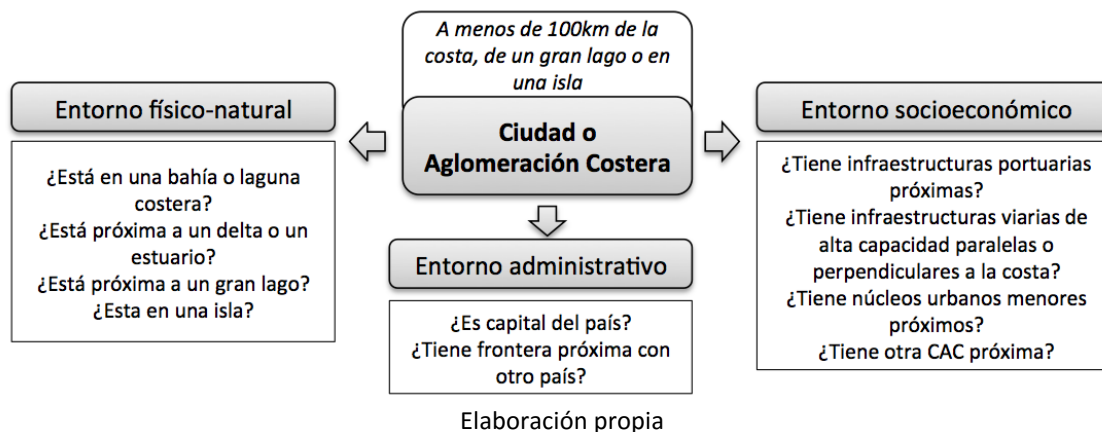 A menos de 100km de la
costa, de un gran lago o en
una isla
Ciudad o
Aglomeración Costera
Entorno físico-natural
¿Está en una bahía o laguna
costera?
¿Está próxima a un delta o un
estuario?
¿Está próxima a un gran lago?
¿Esta en una isla?
Entorno administrativo
¿Es capital del país?
¿Tiene frontera próxima con
otro país?
Entorno socioeconómico
¿Tiene infraestructuras portuarias
próximas?
¿Tiene infraestructuras viarias de
alta capacidad paralelas o
perpendiculares a la costa?
¿Tiene núcleos urbanos menores
próximos?
¿Tiene otra CAC próxima?
Elaboración propia